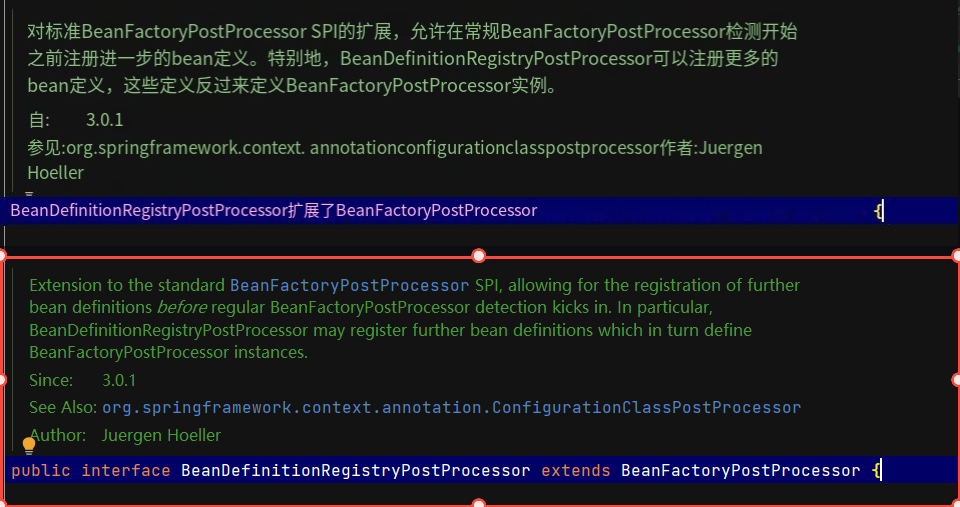 对标准BeanFactoryPostProcessor SPI的扩展，允许在常规BeanFactoryPostProcessor检测开始
之前注册进一步的bean定义。特别地，BeanDefinitionRegistryPostProcessor可以注册更多的
bean定义，这些定义反过来定义BeanFactoryPostProcessor实例。
自: 3.0.1
参见:org.springframework.context. annotationconfigurationclasspostprocessor作者:Juergen
Hoeller
BeanDefinitionRegistryPostProcessor扩展了BeanFactoryPostProcessor {
Extension to the standard BeanFactoryPostProcessor SPI, allowing for the registration of further
bean definitions before regular BeanFactoryPostProcessor detection kicks in. In particular,
BeanDefinitionRegistryPostProcessor may register further bean definitions which in turn define
BeanFactoryPostProcessor instances.
Since: 3.0.1
See Also: org.springframework.context.annotation.ConfigurationClassPostProcessor
Author: Juergen Hoeller
public interface BeanDefinitionRegistryPostProcessor extends BeanFactoryPostProcessor {